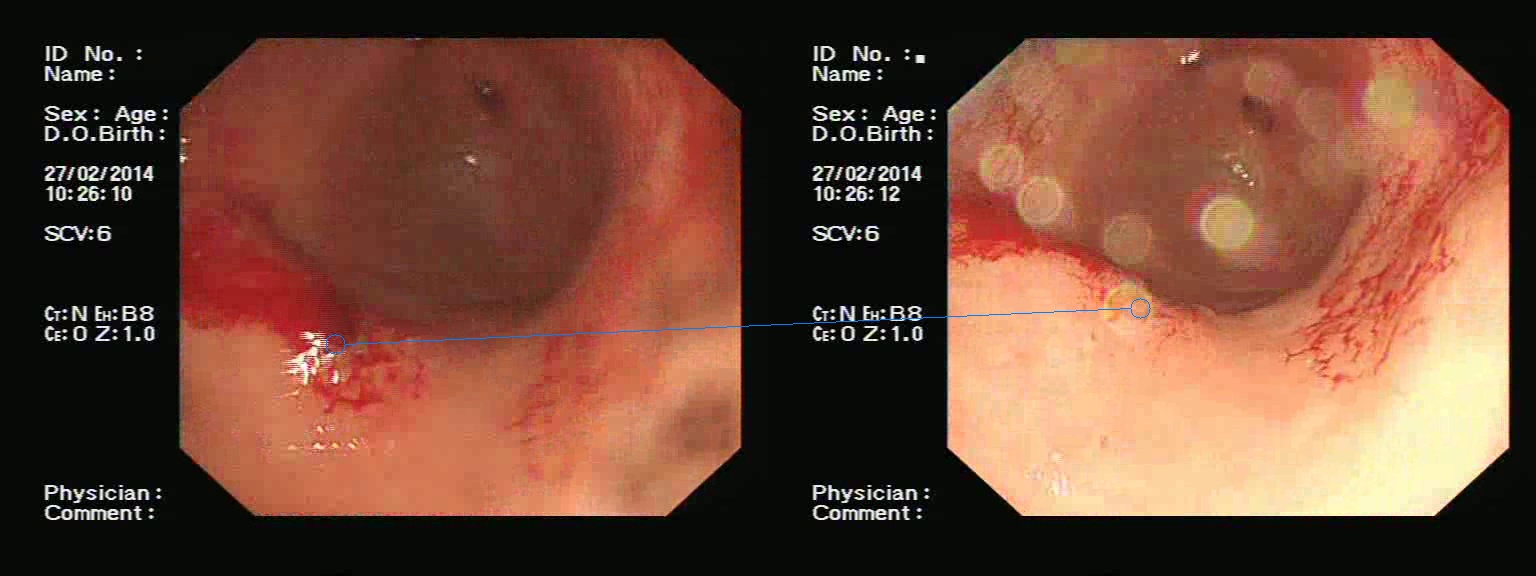 ID No. :
Name :
Sex : Age :
D.O.Birth :
27/02/2014
10:26:10
SCV:6
CT:N EH:B8
CE:0 Z:1.0
Physician :
Comment :
ID No. :
Name :
Sex : Age :
D.O.Birth :
27/02/2014
10:26:12
SCV:6
CT:N EH:B8
CE:0 Z:1.0
Physician :
Comment :